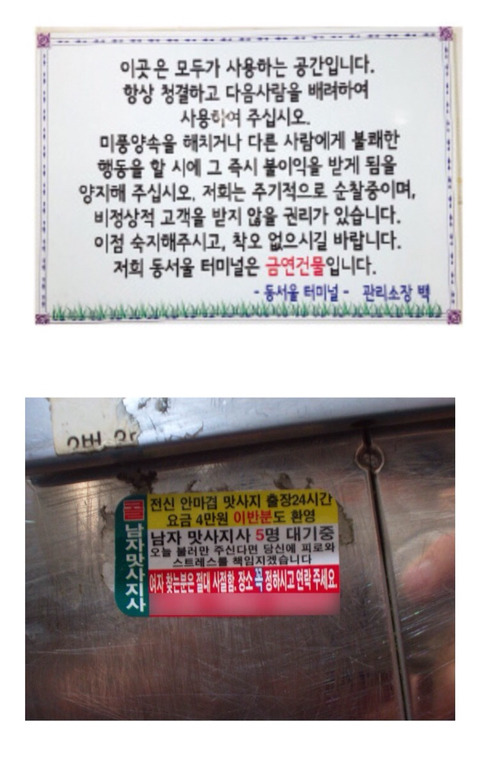 이곳은 모두가 사용하는 공간입니다.
항상 청결하고 다음사람을 배려하여
사용하여 주십시오.
미풍양속을 해치거나 다른 사람에게 불쾌한
행동을 할 시에 그 즉시 불이익을 받게 됨을
양지해 주십시오. 저희는 주기적으로 순찰중이며,
비정상적 고객을 받지 않을 권리가 있습니다.
이점 숙지해주시고, 착오 없으시길 바랍니다.
저희 동서울 터미널은 금연건물입니다.
- 동서울 터미널 - 관리소장 백
전신 안마겸 맛사지 출장24시간
요금 4만원 이반분도 환영
남자 맛사지사 5명 대기중
오늘 불러만 주신다면 당신에 피로와
스트레스를 책임지겠습니다
여자 찾는분은 절대 사절함. 장소 꼭 정하시고 연락 주세요.
남자맛사지사